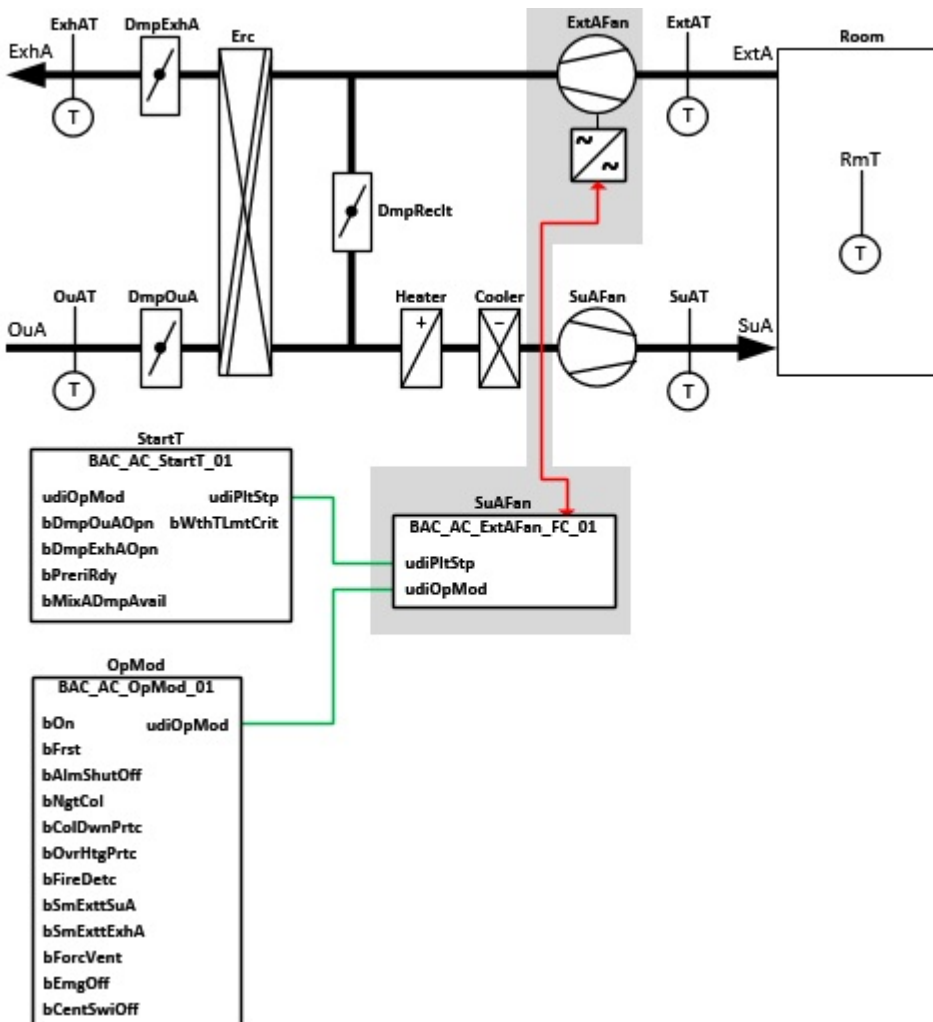 ExhAT DmpExhA Erc ExtAFan ExtAT Room
ExhA ExtA
T T
~
~
RmT
DmpReclt
T
OuAT DmpOuA Heater Cooler SuAFan SuAT
OuA + − SuA
T T
StartT
BAC_AC_StartT_01
udiOpMod udiPltStp
bDmpOuAOpn bWthTLmtCrit
bDmpExhAOpn
bPreriRdy
bMixADmpAvail
SuAFan
BAC_AC_ExtAFan_FC_01
udiPltStp
udiOpMod
OpMod
BAC_AC_OpMod_01
bOn udiOpMod
bFrst
bAlmShutOff
bNgtCol
bColDwnPrtc
bOvrHtgPrtc
bFireDetc
bSmExttSuA
bSmExttExhA
bForcVent
bEmgOff
bCentSwiOff